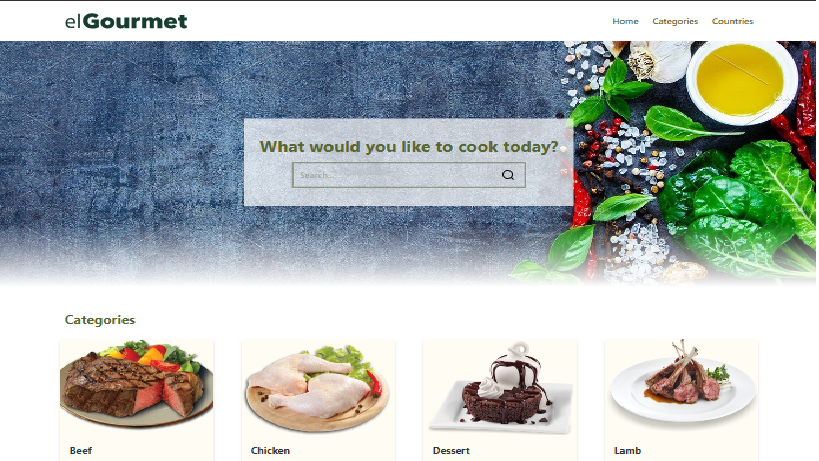 elGourmet
Home Categories Countries
What would you like to cook today?
Search...
Categories
Beef Chicken Dessert Lamb